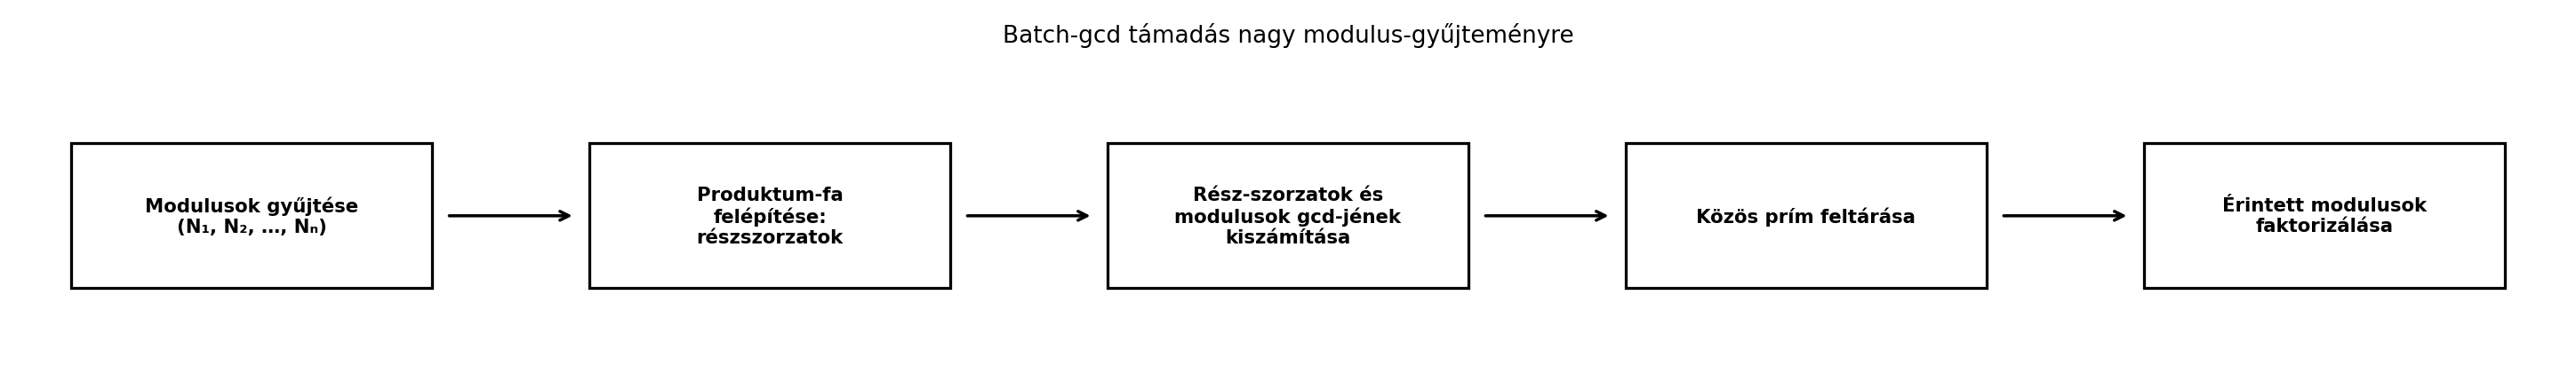 Batch-gcd támadás nagy modulus-gyűjteményre
Modulusok gyűjtése
(N₁, N₂, ..., Nₙ)
Produktum-fa
felépítése:
részszorzatok
Rész-szorzatok és
modulusok gcd-jének
kiszámítása
Közös prím feltárása
Érintett modulusok
faktorizálása